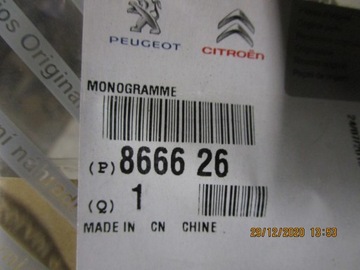 PEUGEOT
CITROËN
MONOGRAMME
(P) 8666 26
(Q) 1
MADE IN CN CHINE
29/12/2020 13:53